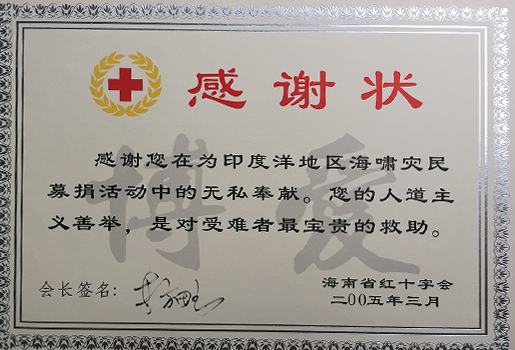 感谢状
博爱
感谢您在为印度洋地区海啸灾民
募捐活动中的无私奉献。您的人道主
义善举，是对受难者最宝贵的救助。
海南省红十字会
会长签名：
二00五年三月